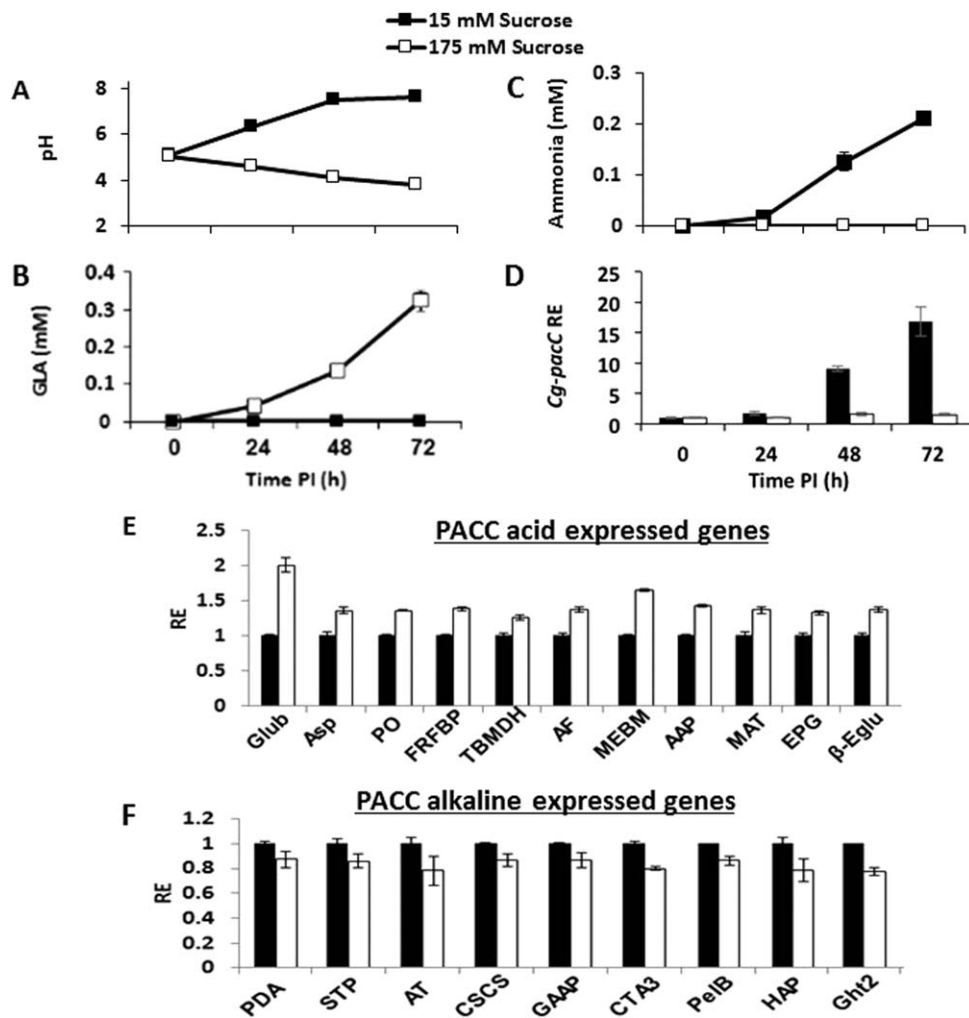 15 mM Sucrose
175 mM Sucrose
A
pH
8
6
4
2
C
Ammonia (mM)
0.3
0.2
0.1
0
B
GLA (mM)
0.4
0.3
0.2
0.1
0
0 24 48 72
Time PI (h)
D
Cg-pacC RE
25
20
15
10
5
0
0 24 48 72
Time PI (h)
E
PACC acid expressed genes
RE
2.5
2
1.5
1
0.5
0
Glub Asp PO FRFBP TBMDH AF MEBM AAP MAT EPG β-Eglu
F
PACC alkaline expressed genes
RE
1.2
1
0.8
0.6
0.4
0.2
0
PDA STP AT CSCS GAAP CTA3 PelB HAP Ght2